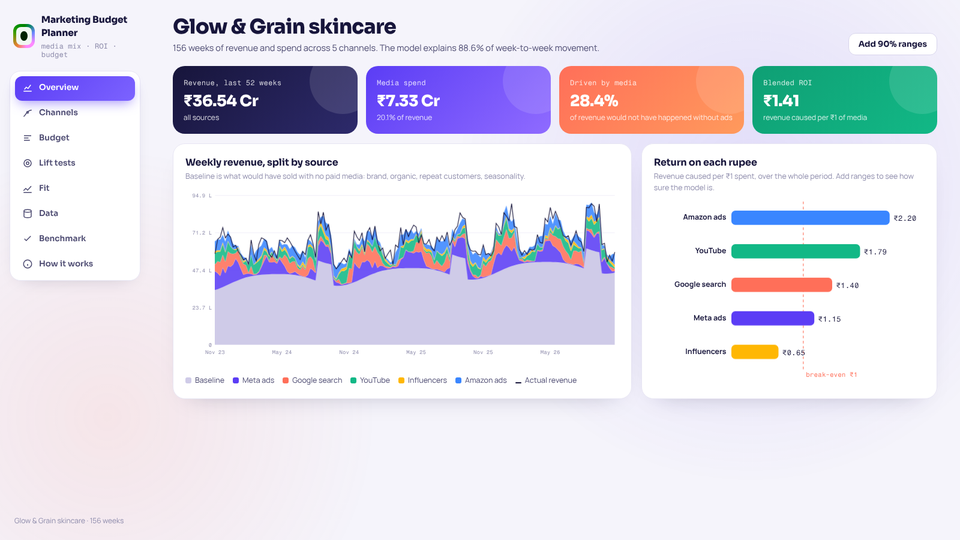 Marketing Budget
Planner
media mix · ROI ·
budget
Overview
Channels
Budget
Lift tests
Fit
Data
Benchmark
How it works
Glow & Grain skincare · 156 weeks
Glow & Grain skincare
156 weeks of revenue and spend across 5 channels. The model explains 88.6% of week-to-week movement.
Add 90% ranges
Revenue, last 52 weeks
₹36.54 Cr
all sources
Media spend
₹7.33 Cr
20.1% of revenue
Driven by media
28.4%
of revenue would not have happened without ads
Blended ROI
₹1.41
revenue caused per ₹1 of media
Weekly revenue, split by source
Baseline is what would have sold with no paid media: brand, organic, repeat customers, seasonality.
94.9 L
71.2 L
47.4 L
23.7 L
0
Nov 23
May 24
Nov 24
May 25
Nov 25
May 26
Baseline
Meta ads
Google search
YouTube
Influencers
Amazon ads
Actual revenue
Return on each rupee
Revenue caused per ₹1 spent, over the whole period. Add ranges to see how
sure the model is.
Amazon ads
₹2.20
YouTube
₹1.79
Google search
₹1.40
Meta ads
₹1.15
Influencers
₹0.65
break-even ₹1